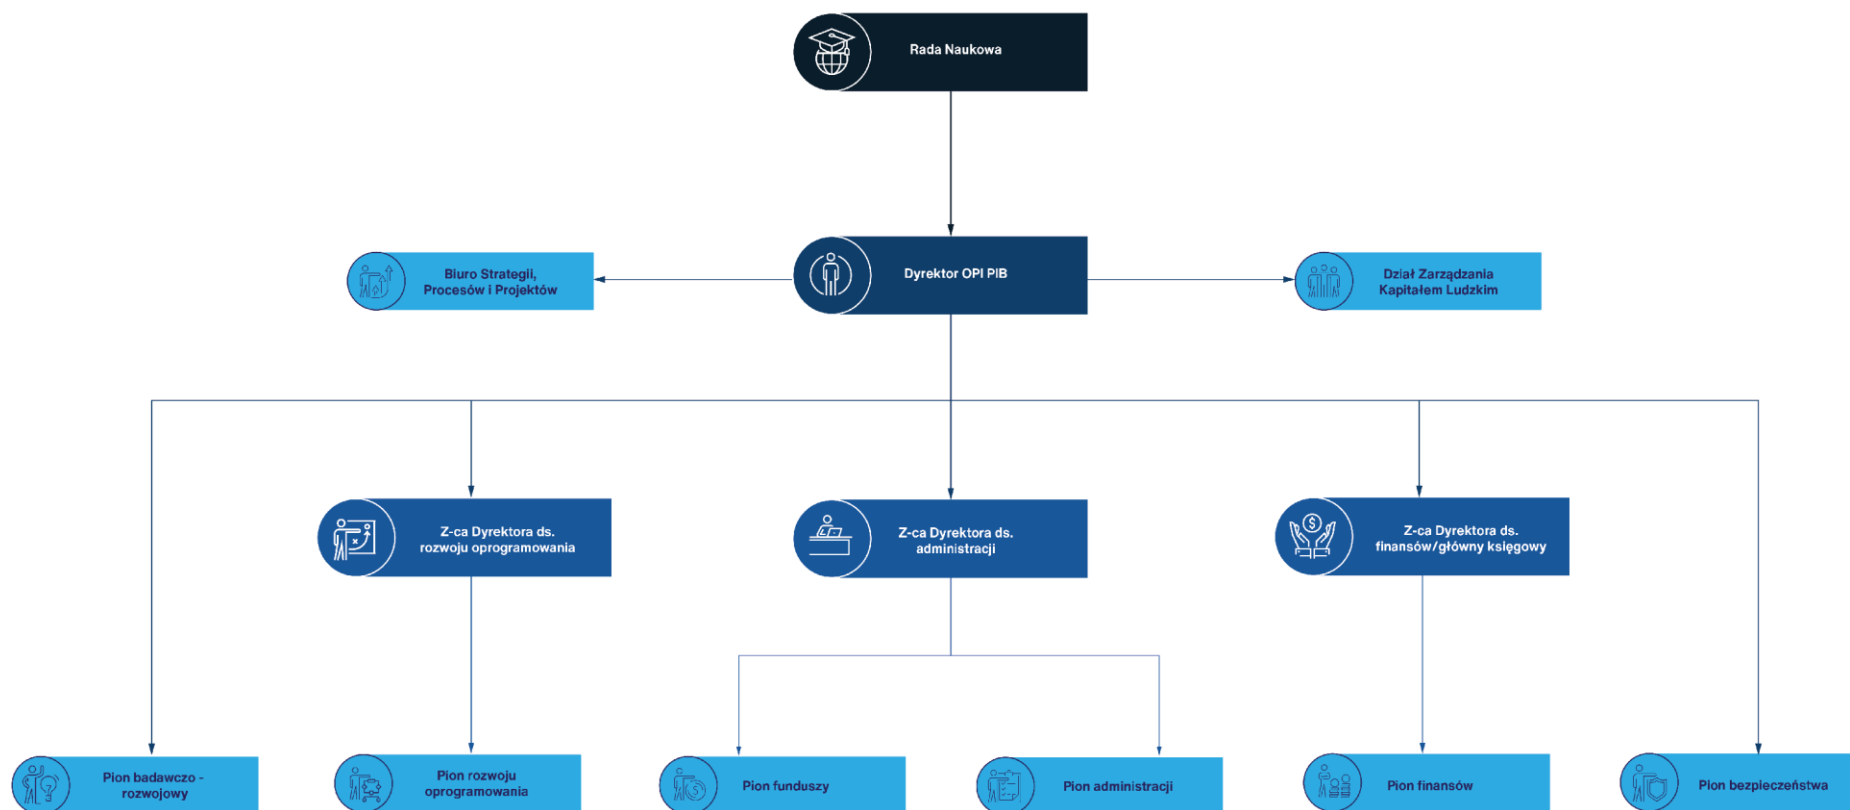 Rada Naukowa
Biuro Strategii,
Procesów i Projektów
Dyrektor OPI PIB
Dział Zarządzania
Kapitałem Ludzkim
Z-ca Dyrektora ds.
rozwoju oprogramowania
Z-ca Dyrektora ds.
administracji
Z-ca Dyrektora ds.
finansów/główny księgowy
Pion badawczo -
rozwojowy
Pion rozwoju
oprogramowania
Pion funduszy
Pion administracji
Pion finansów
Pion bezpieczeństwa